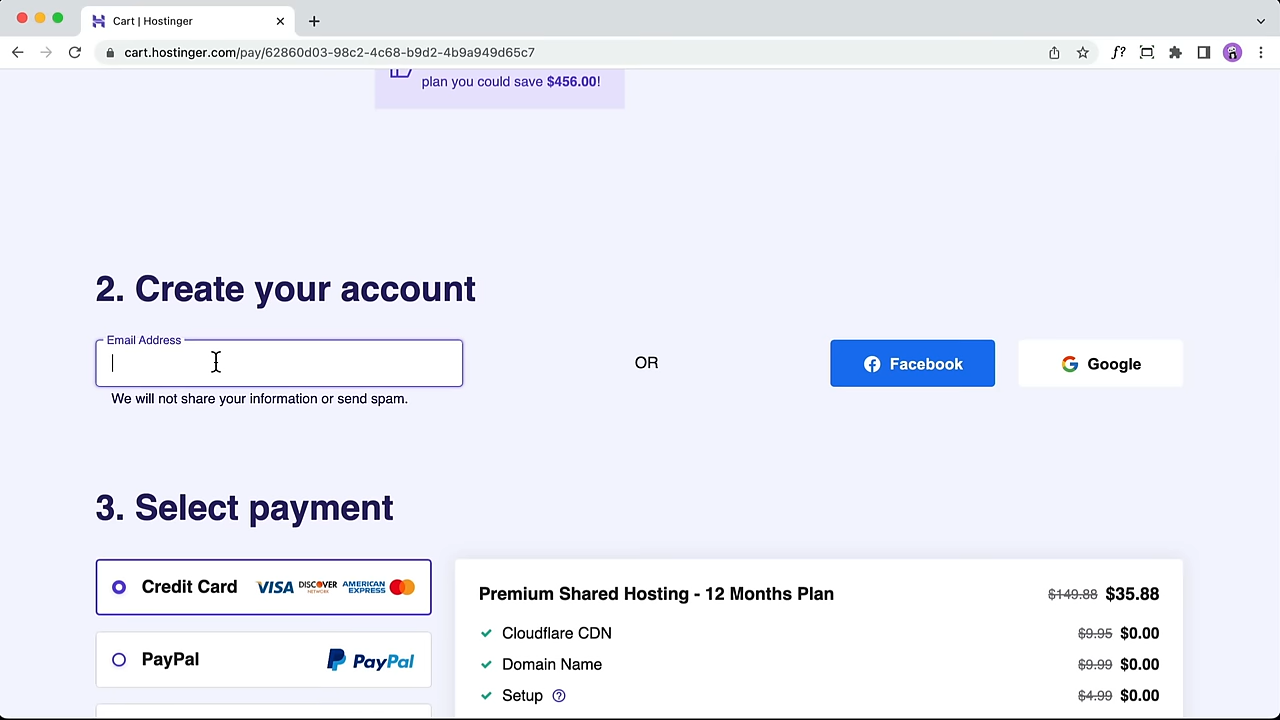 Cart | Hostinger
cart.hostinger.com/pay/62860d03-98c2-4c68-b9d2-4b9a949d65c7
f?
plan you could save $456.00!
2. Create your account
Email Address
OR
Facebook
Google
We will not share your information or send spam.
3. Select payment
Credit Card VISA DISCOVER NETWORK AMERICAN EXPRESS
PayPal PayPal
Premium Shared Hosting - 12 Months Plan $149.88 $35.88
Cloudflare CDN $9.95 $0.00
Domain Name $9.99 $0.00
Setup ? $4.99 $0.00